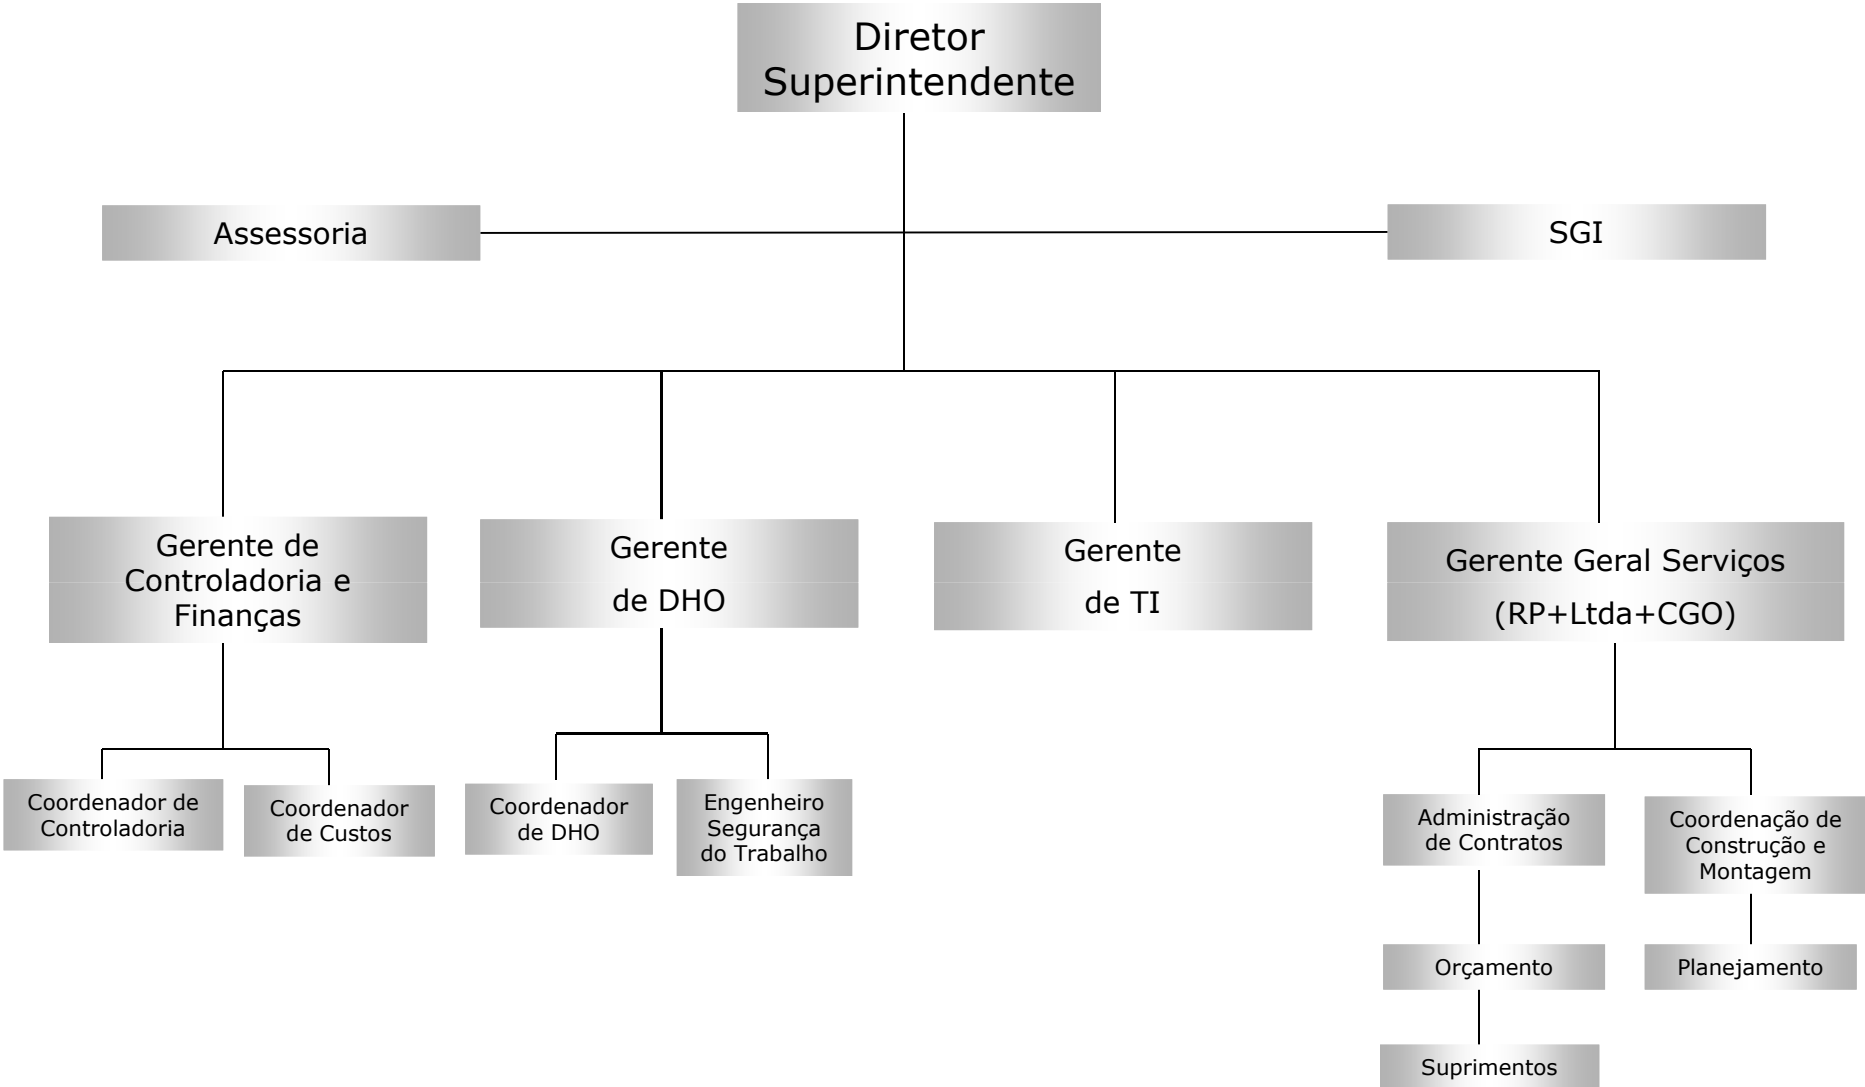 Diretor
Superintendente
Assessoria
SGI
Gerente de
Controladoria e
Finanças
Gerente
de DHO
Gerente
de TI
Gerente Geral Serviços
(RP+Ltda+CGO)
Coordenador de
Controladoria
Coordenador
de Custos
Coordenador
de DHO
Engenheiro
Segurança
do Trabalho
Administração
de Contratos
Coordenação de
Construção e
Montagem
Orçamento
Planejamento
Suprimentos